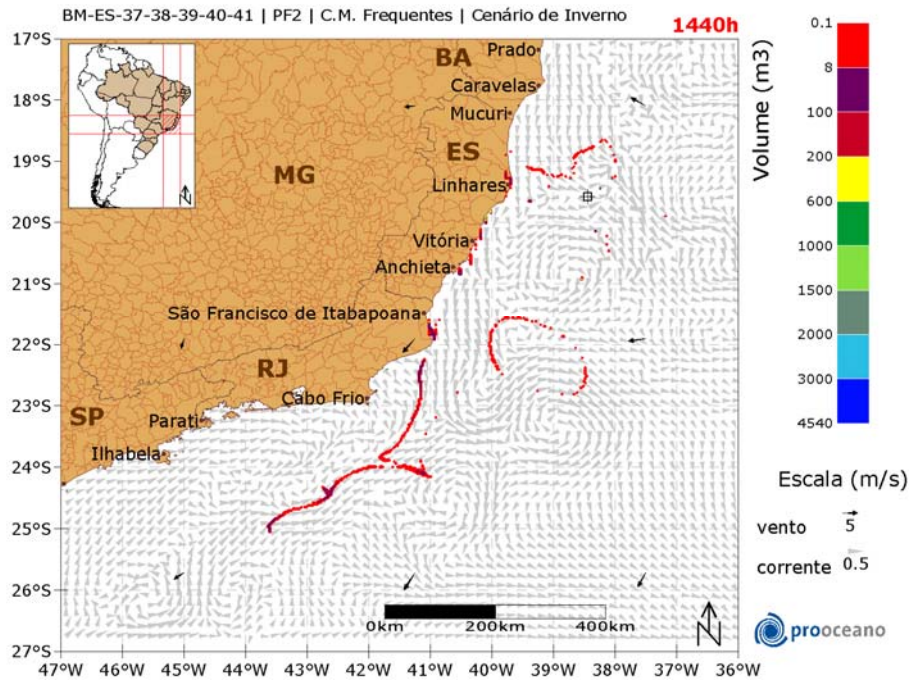 BM-ES-37-38-39-40-41 | PF2 | C.M. Frequentes | Cenário de Inverno
1440h
17°S
18°S
19°S
20°S
21°S
22°S
23°S
24°S
25°S
26°S
27°S
BA
Prado
Caravelas
Mucuri
ES
MG
Linhares
Vitória
Anchieta
São Francisco de Itabapoana
RJ
Cabo Frio
SP
Parati
Ilhabela
N
0km
200km
400km
N
47°W
46°W
45°W
44°W
43°W
42°W
41°W
40°W
39°W
38°W
37°W
36°W
Volume (m3)
0.1
8
100
200
600
1000
1500
2000
3000
4540
Escala (m/s)
vento 5
corrente 0.5
prooceano